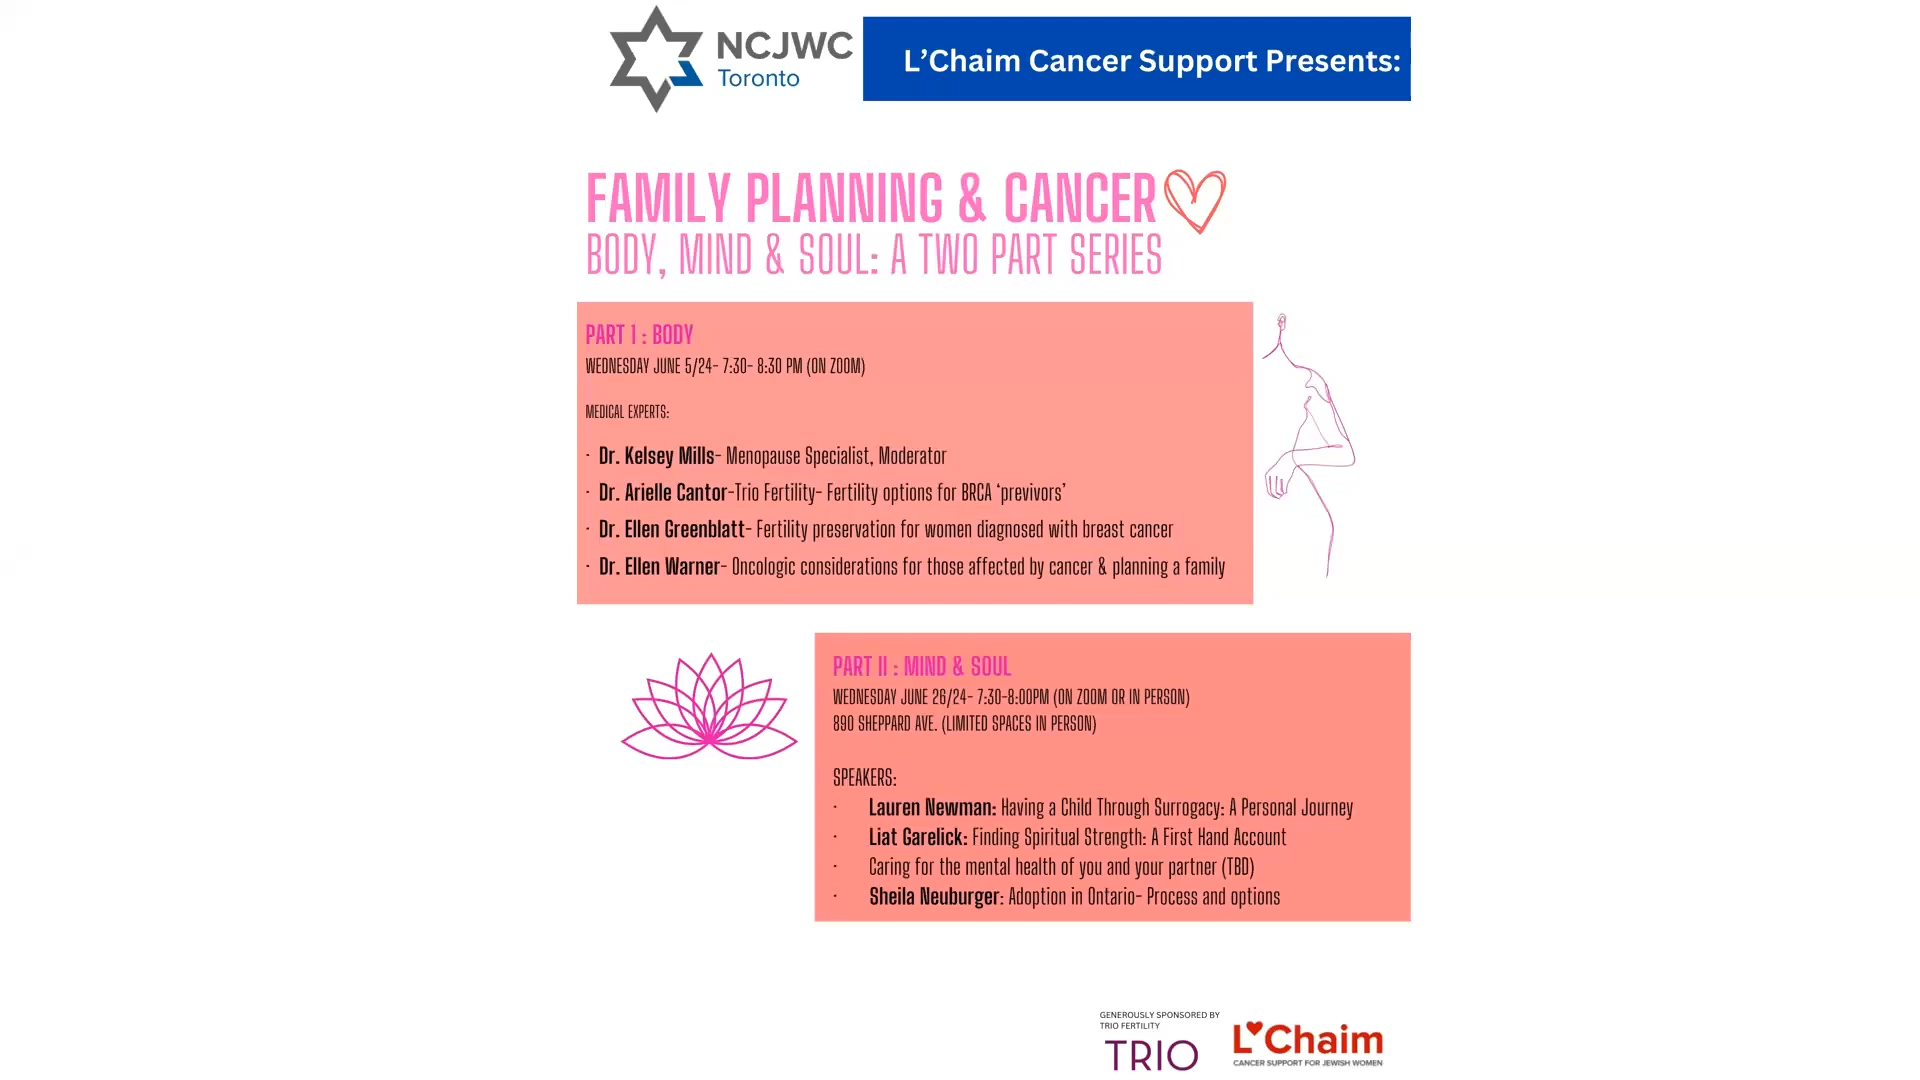 NCJWC
Toronto
L’Chaim Cancer Support Presents:
FAMILY PLANNING & CANCER
BODY, MIND & SOUL: A TWO PART SERIES
PART I : BODY
WEDNESDAY JUNE 5/24- 7:30- 8:30 PM (ON ZOOM)
MEDICAL EXPERTS:
· Dr. Kelsey Mills- Menopause Specialist, Moderator
· Dr. Arielle Cantor-Trio Fertility- Fertility options for BRCA ‘previvors’
· Dr. Ellen Greenblatt- Fertility preservation for women diagnosed with breast cancer
· Dr. Ellen Warner- Oncologic considerations for those affected by cancer & planning a family
PART II : MIND & SOUL
WEDNESDAY JUNE 26/24- 7:30-8:00PM (ON ZOOM OR IN PERSON)
890 SHEPPARD AVE. (LIMITED SPACES IN PERSON)
SPEAKERS:
· Lauren Newman: Having a Child Through Surrogacy: A Personal Journey
· Liat Garelick: Finding Spiritual Strength: A First Hand Account
· Caring for the mental health of you and your partner (TBD)
· Sheila Neuburger: Adoption in Ontario- Process and options
GENEROUSLY SPONSORED BY
TRIO FERTILITY
TRIO
L’Chaim
CANCER SUPPORT FOR JEWISH WOMEN